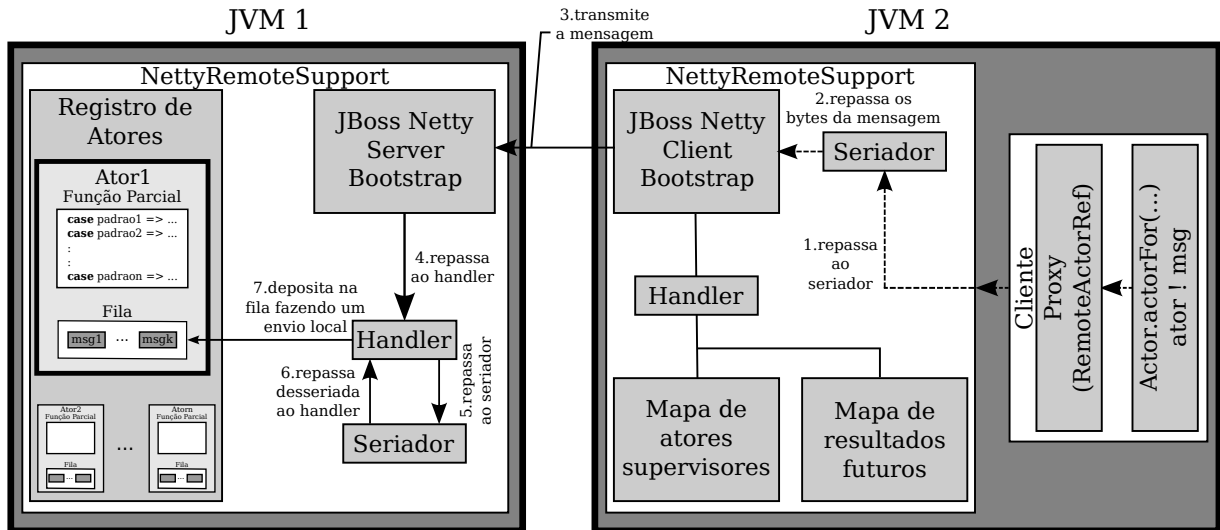 JVM 1
NettyRemoteSupport
Registro de
Atores
Ator1
Função Parcial
case padrao1 => ...
case padrao2 => ...
:
:
case padraon => ...
Fila
msg1 ... msgk
Ator2
Função Parcial
Fila
...
...
Atorn
Função Parcial
Fila
...
JBoss Netty
Server
Bootstrap
4.repassa
ao handler
7.deposita na
fila fazendo um
envio local
Handler
6.repassa
desseriada
ao handler
5.repassa
ao seriador
Seriador
3.transmite
a mensagem
JVM 2
NettyRemoteSupport
JBoss Netty
Client
Bootstrap
2.repassa os
bytes da mensagem
Seriador
1.repassa
ao
seriador
Handler
Mapa de
atores
supervisores
Mapa de
resultados
futuros
Cliente
Proxy
(RemoteActorRef)
Actor.actorFor(...)
ator ! msg